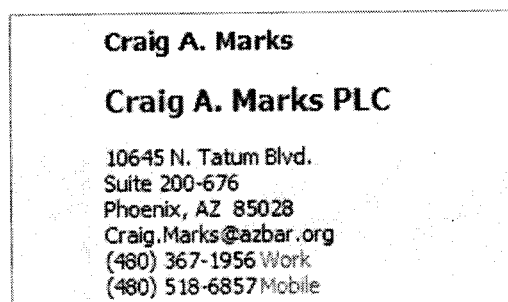 Craig A. Marks
Craig A. Marks PLC
10645 N. Tatum Blvd.
Suite 200-676
Phoenix, AZ 85028
Craig.Marks@azbar.org
(480) 367-1956 Work
(480) 518-6857 Mobile